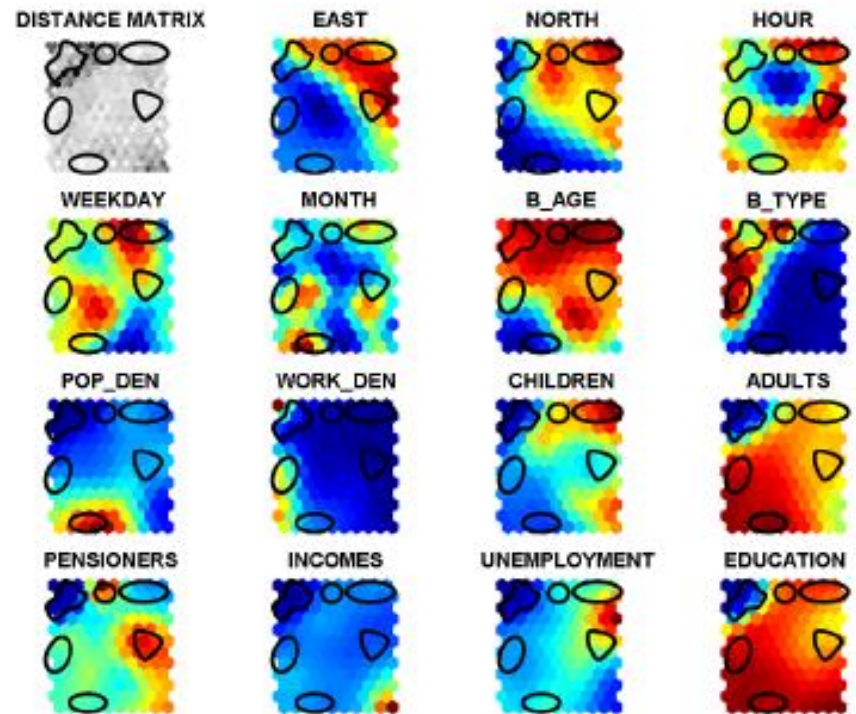 DISTANCE MATRIX EAST NORTH HOUR
WEEKDAY MONTH B_AGE B_TYPE
POP_DEN WORK_DEN CHILDREN ADULTS
PENSIONERS INCOMES UNEMPLOYMENT EDUCATION